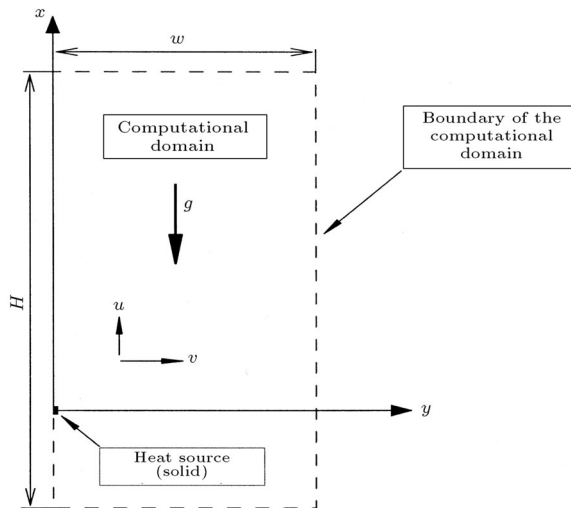 x
w
Computational
domain
Boundary of the
computational
domain
g
H
u
v
y
Heat source
(solid)